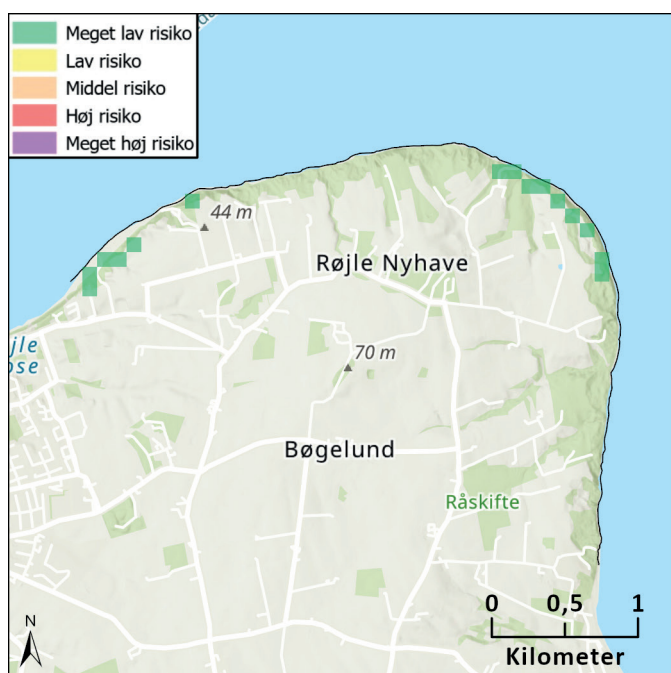 Meget lav risiko
Lav risiko
Middel risiko
Høj risiko
Meget høj risiko
44 m
Røjle Nyhave
70 m
Bøgelund
Råskifte
0 0,5 1
Kilometer
N